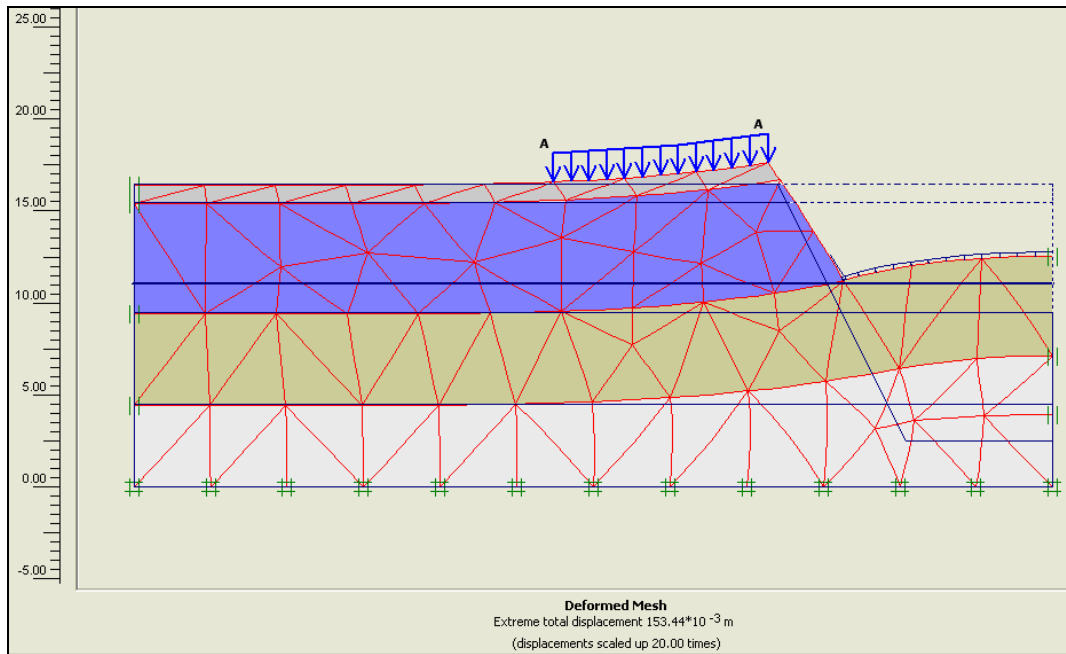 25.00
20.00
A
A
15.00
10.00
5.00
0.00
-5.00
Deformed Mesh
Extreme total displacement 153.44*10 -3 m
(displacements scaled up 20.00 times)